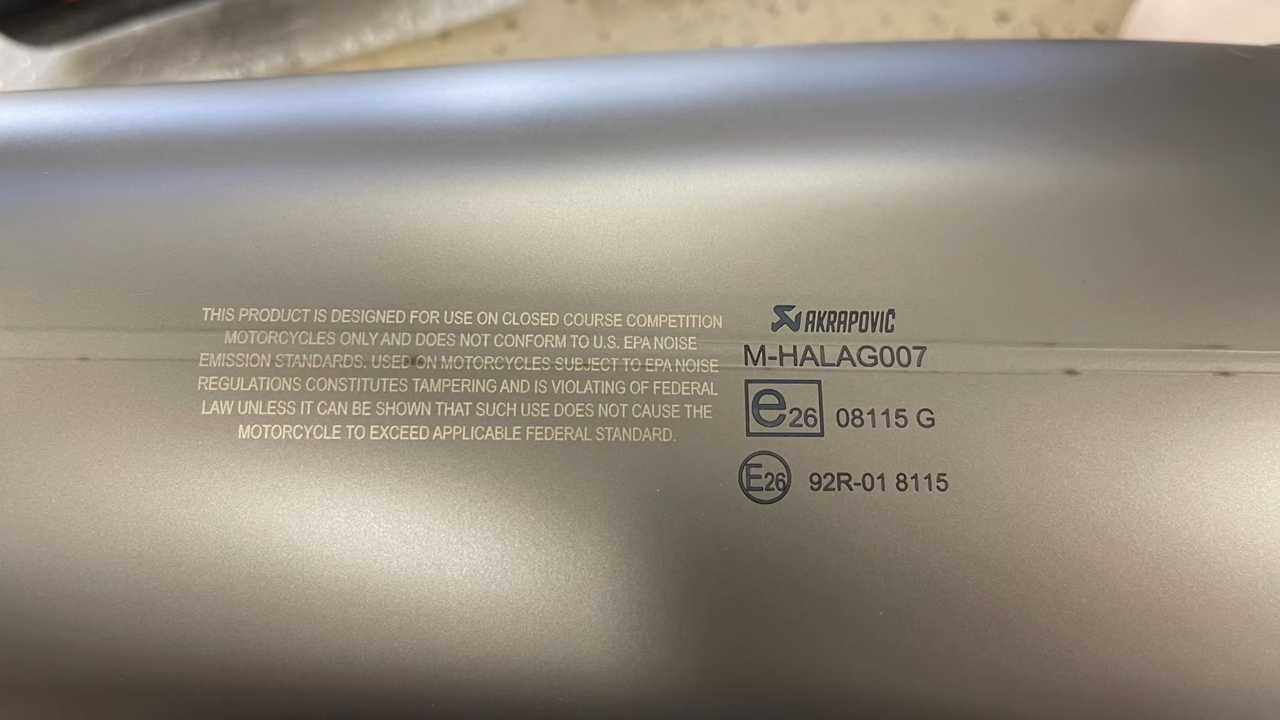 THIS PRODUCT IS DESIGNED FOR USE ON CLOSED COURSE COMPETITION
MOTORCYCLES ONLY AND DOES NOT CONFORM TO U.S. EPA NOISE
EMISSION STANDARDS. USED ON MOTORCYCLES SUBJECT TO EPA NOISE
REGULATIONS CONSTITUTES TAMPERING AND IS VIOLATING OF FEDERAL
LAW UNLESS IT CAN BE SHOWN THAT SUCH USE DOES NOT CAUSE THE
MOTORCYCLE TO EXCEED APPLICABLE FEDERAL STANDARD.
AKRAPOVIČ
M-HALAG007
e26 08115 G
E26 92R-01 8115